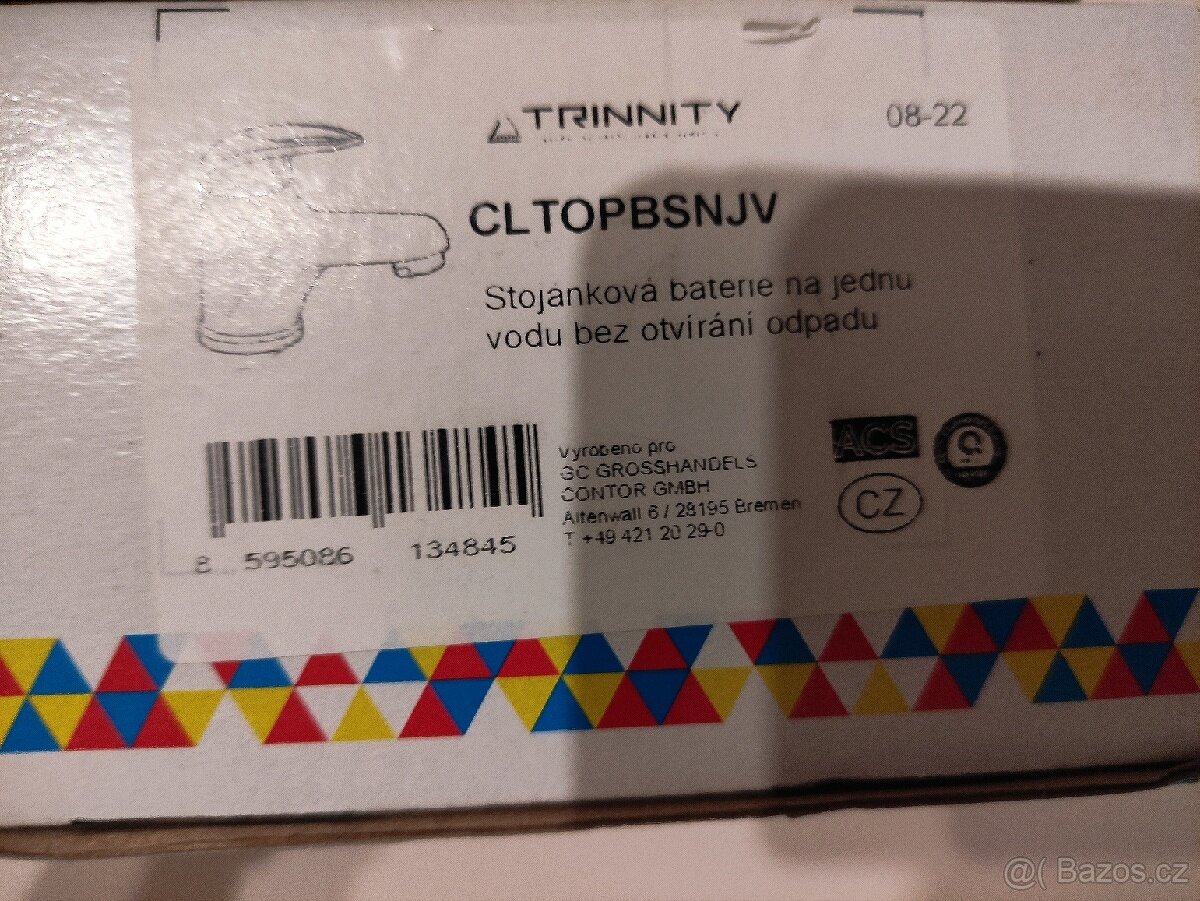 TRINNITY
08-22
CLTOPBSNJV
Stojánková baterie na jednu
vodu bez otvírání odpadu
Vyrobeno pro
GC GROSSHANDELS
CONTOR GMBH
Altenwall 6 / 28195 Bremen
T +49 421 20 29-0
ACS
CZ
8 595086 134845
@( Bazos.cz